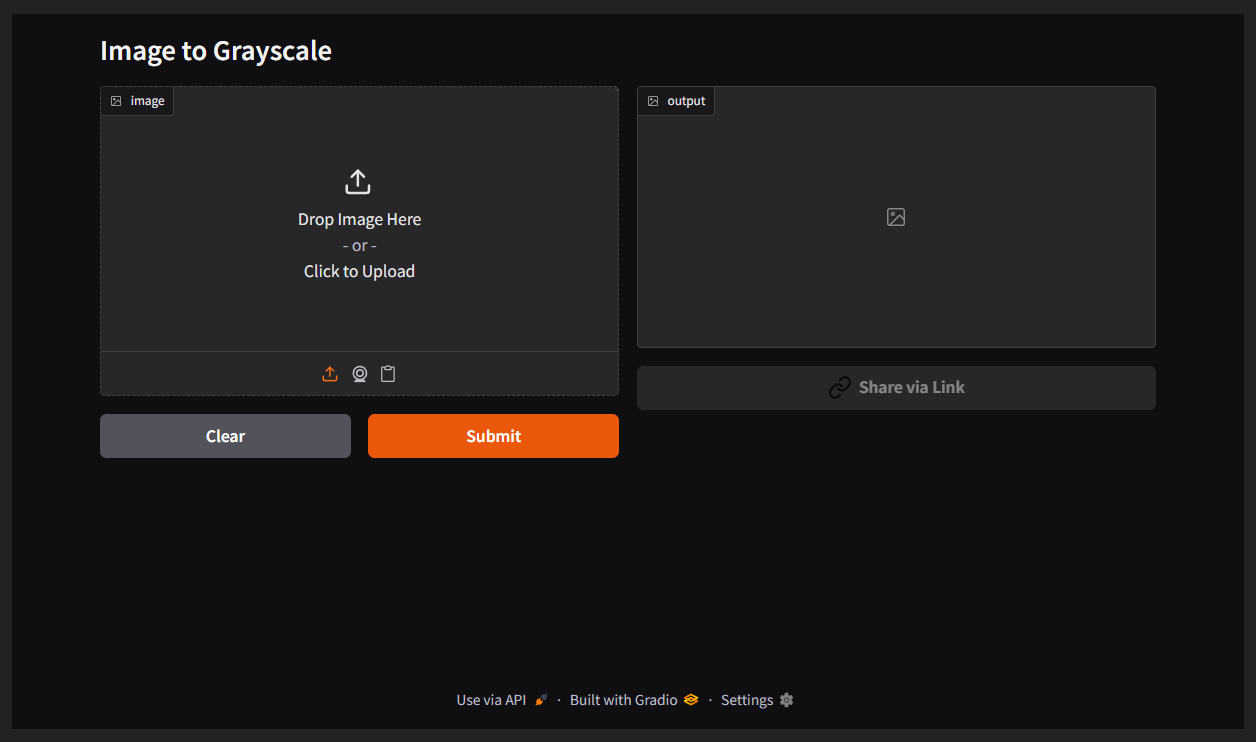 Image to Grayscale
image
Drop Image Here
- or -
Click to Upload
Clear
Submit
output
Share via Link
Use via API · Built with Gradio · Settings